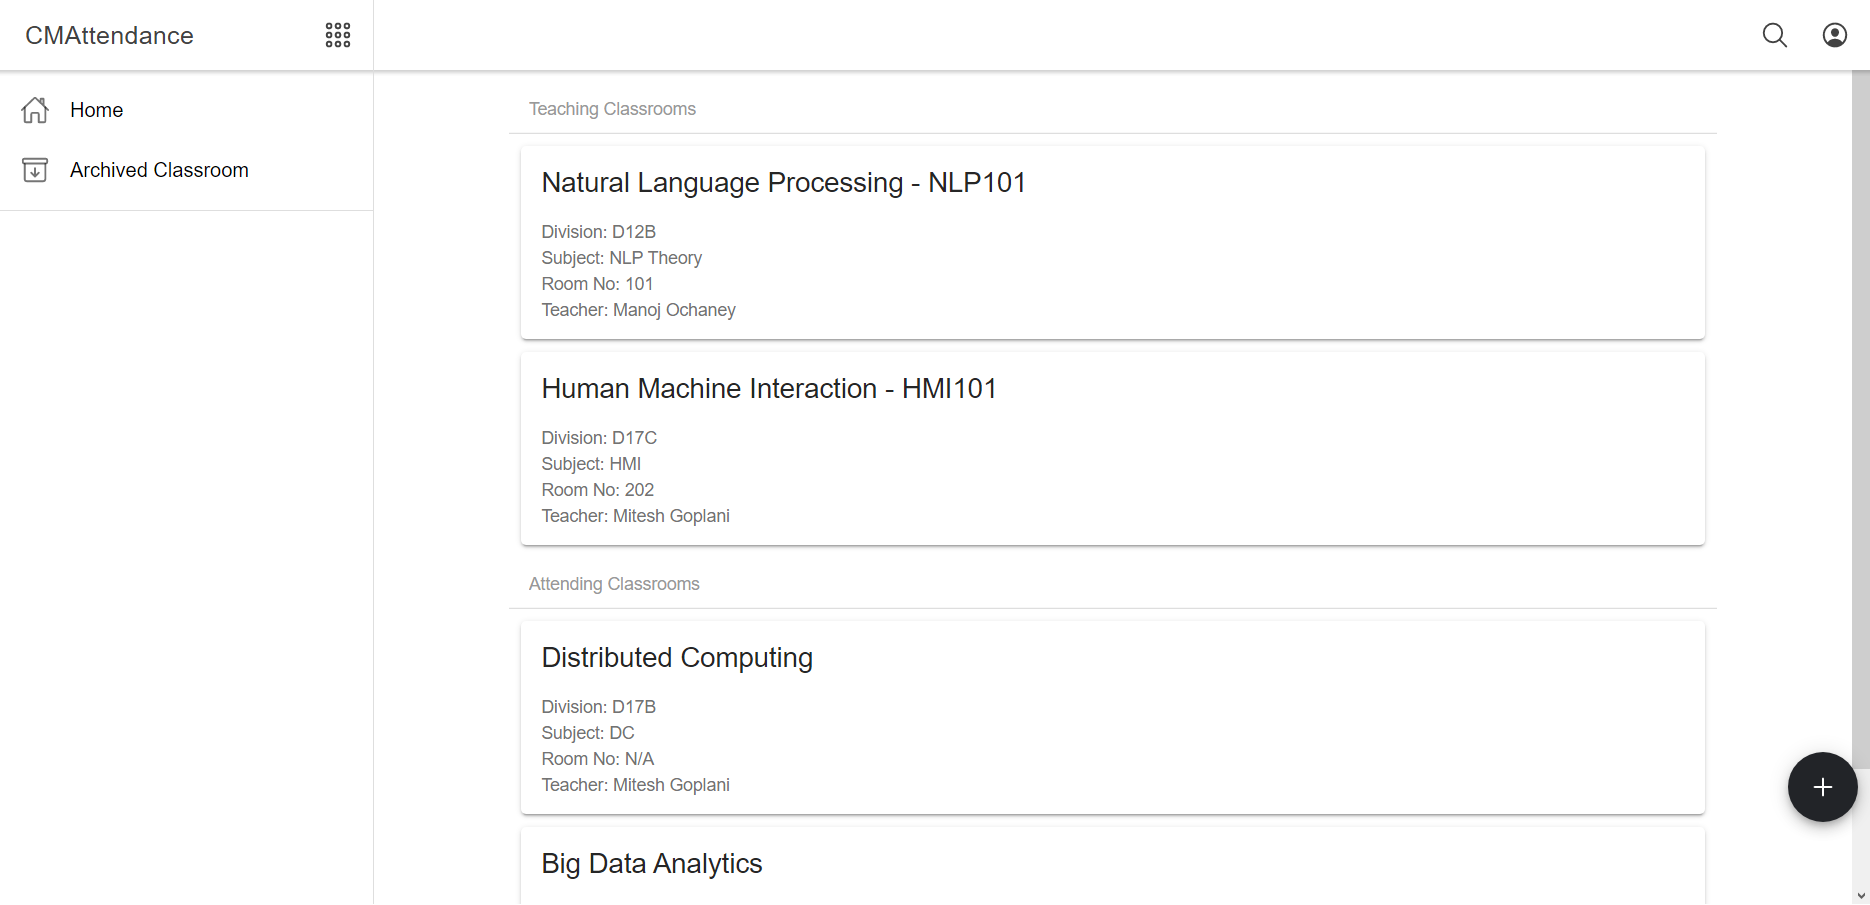 CMAttendance
Home
Archived Classroom
Teaching Classrooms
Natural Language Processing - NLP101
Division: D12B
Subject: NLP Theory
Room No: 101
Teacher: Manoj Ochaney
Human Machine Interaction - HMI101
Division: D17C
Subject: HMI
Room No: 202
Teacher: Mitesh Goplani
Attending Classrooms
Distributed Computing
Division: D17B
Subject: DC
Room No: N/A
Teacher: Mitesh Goplani
Big Data Analytics